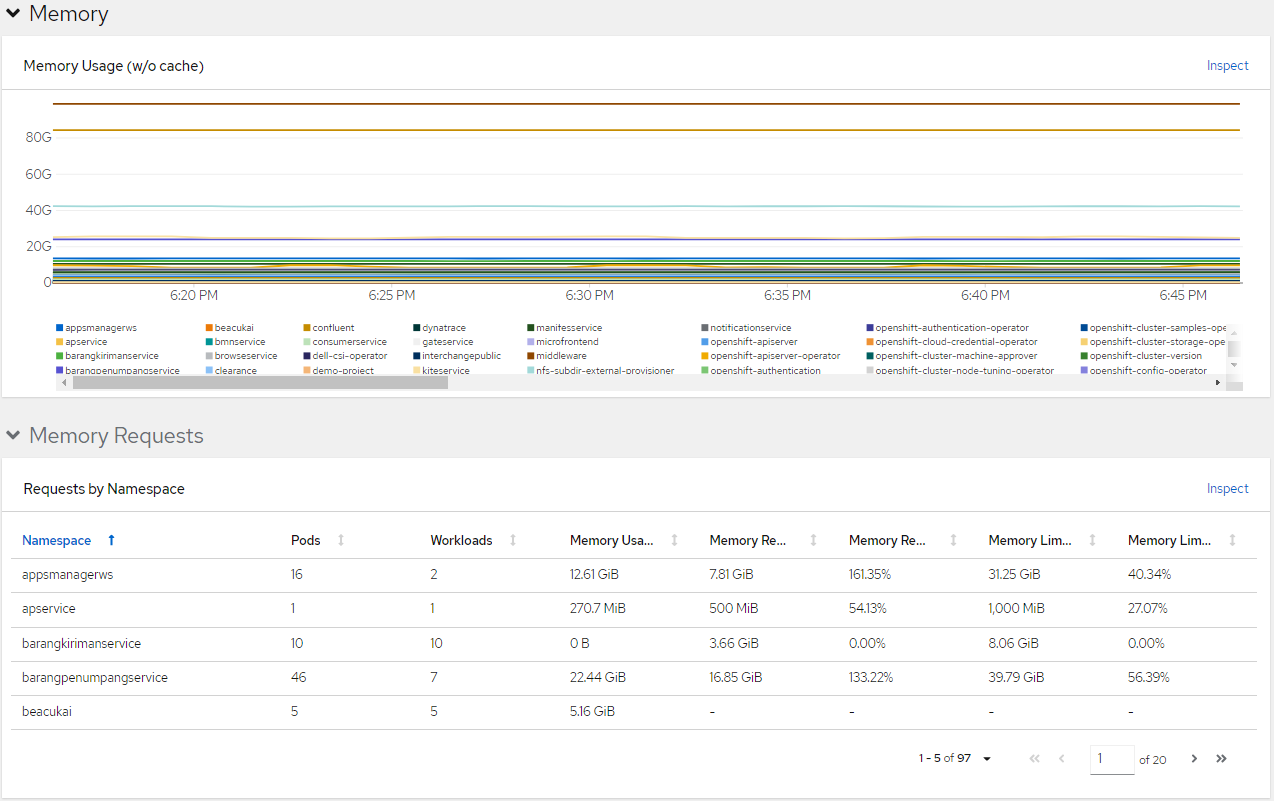 Memory
Memory Usage (w/o cache) Inspect
80G
60G
40G
20G
0
6:20 PM 6:25 PM 6:30 PM 6:35 PM 6:40 PM 6:45 PM
appsmanagerws beacukai confluent dynatrace manifesservice notificationservice openshift-authentication-operator openshift-cluster-samples-ope
apservice bmnservice consumerservice gateservice microfrontend openshift-apiserver openshift-cloud-credential-operator openshift-cluster-storage-ope
barangkirimanservice browseservice dell-csi-operator interchangepublic middleware openshift-apiserver-operator openshift-cluster-machine-approver openshift-cluster-version
barangpenumpangservice clearance demo-project kiteservice nfs-subdir-external-provisioner openshift-authentication openshift-cluster-node-tuning-operator openshift-config-operator
Memory Requests
Requests by Namespace Inspect
Namespace Pods Workloads Memory Usa... Memory Re... Memory Re... Memory Lim... Memory Lim...
appsmanagerws 16 2 12.61 GiB 7.81 GiB 161.35% 31.25 GiB 40.34%
apservice 1 1 270.7 MiB 500 MiB 54.13% 1,000 MiB 27.07%
barangkirimanservice 10 10 0 B 3.66 GiB 0.00% 8.06 GiB 0.00%
barangpenumpangservice 46 7 22.44 GiB 16.85 GiB 133.22% 39.79 GiB 56.39%
beacukai 5 5 5.16 GiB - - - -
1 - 5 of 97 1 of 20